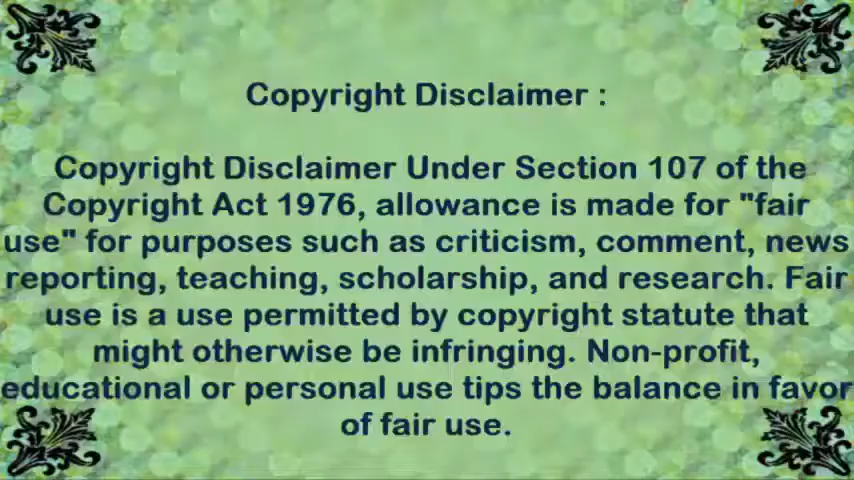 Copyright Disclaimer :
Copyright Disclaimer Under Section 107 of the
Copyright Act 1976, allowance is made for "fair
use" for purposes such as criticism, comment, news
reporting, teaching, scholarship, and research. Fair
use is a use permitted by copyright statute that
might otherwise be infringing. Non-profit,
educational or personal use tips the balance in favor
of fair use.